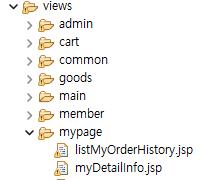 views
admin
cart
common
goods
main
member
mypage
listMyOrderHistory.jsp
myDetailInfo.jsp